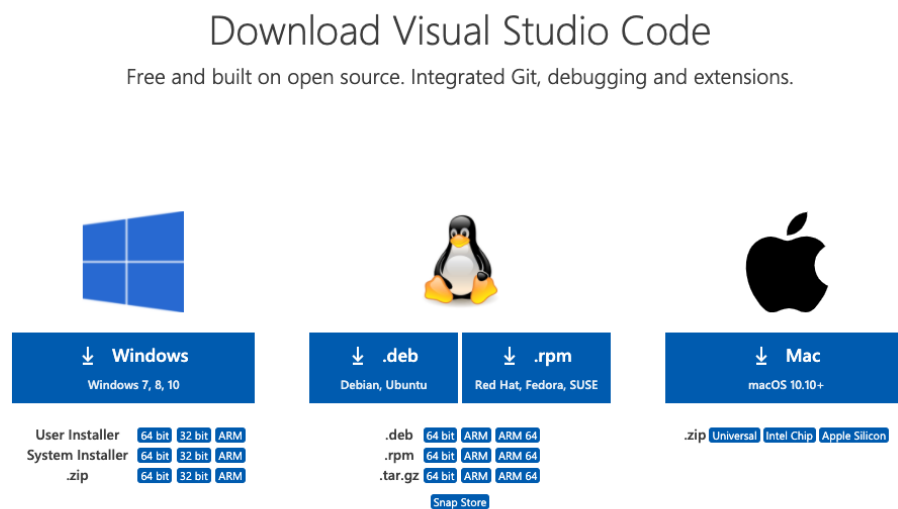 Download Visual Studio Code
Free and built on open source. Integrated Git, debugging and extensions.
Windows
Windows 7, 8, 10
User Installer 64 bit 32 bit ARM
System Installer 64 bit 32 bit ARM
.zip 64 bit 32 bit ARM
.deb
Debian, Ubuntu
.rpm
Red Hat, Fedora, SUSE
.deb 64 bit ARM ARM 64
.rpm 64 bit ARM ARM 64
.tar.gz 64 bit ARM ARM 64
Snap Store
Mac
macOS 10.10+
.zip Universal Intel Chip Apple Silicon